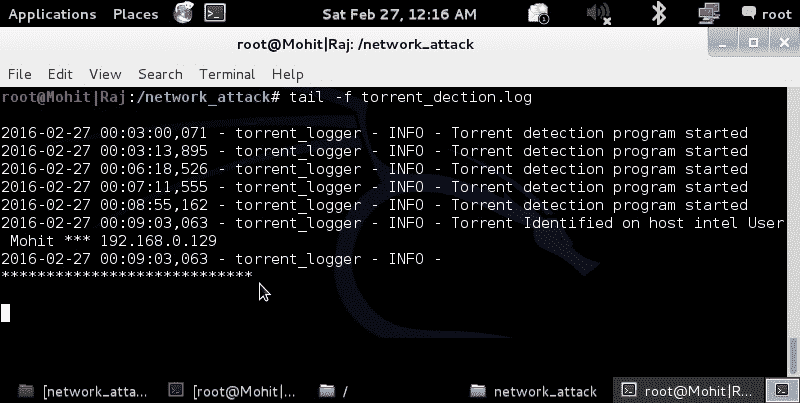 Applications Places Sat Feb 27, 12:16 AM 1 root
root@Mohit|Raj: /network_attack
File Edit View Search Terminal Help
root@Mohit|Raj:/network_attack# tail -f torrent_dection.log
2016-02-27 00:03:00,071 - torrent_logger - INFO - Torrent detection program started
2016-02-27 00:03:13,895 - torrent_logger - INFO - Torrent detection program started
2016-02-27 00:06:18,526 - torrent_logger - INFO - Torrent detection program started
2016-02-27 00:07:11,555 - torrent_logger - INFO - Torrent detection program started
2016-02-27 00:08:55,162 - torrent_logger - INFO - Torrent detection program started
2016-02-27 00:09:03,063 - torrent_logger - INFO - Torrent Identified on host intel User
Mohit *** 192.168.0.129
2016-02-27 00:09:03,063 - torrent_logger - INFO -
****************************
[network_atta... [root@Mohit|... / network_attack root@Mohit|R...